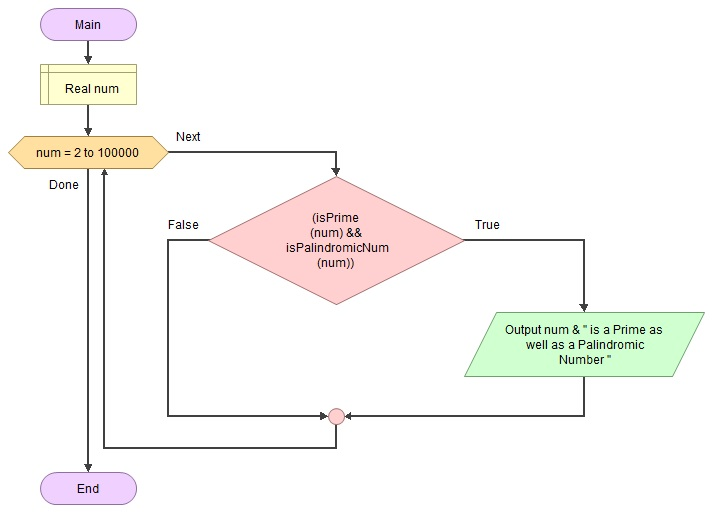 Main
Real num
num = 2 to 100000
Next
Done
False
(isPrime
(num) &&
isPalindromicNum
(num))
True
Output num & " is a Prime as
well as a Palindromic
Number "
End